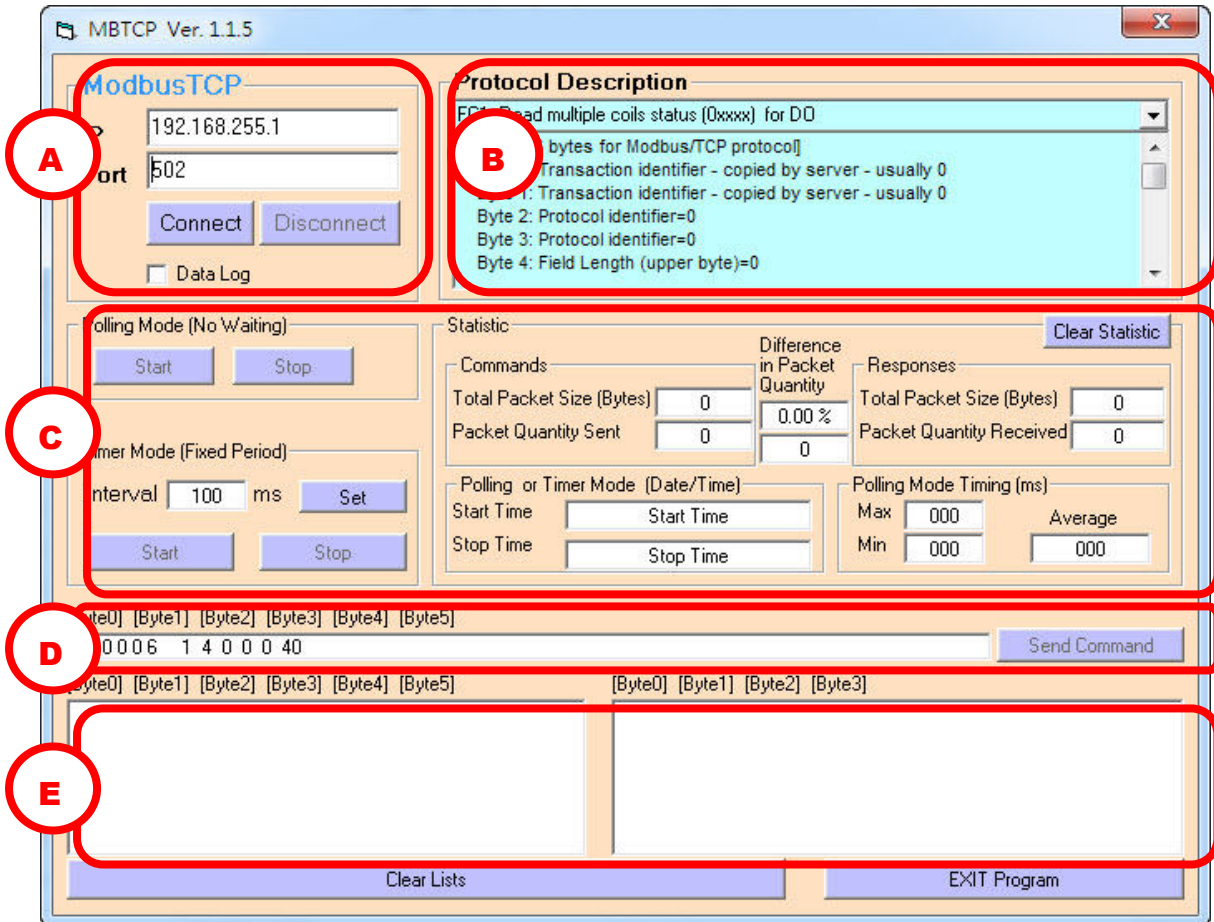 MBTCP Ver. 1.1.5
ModbusTCP
192.168.255.1
502
Connect
Disconnect
Data Log
A
Protocol Description
Read multiple coils status (0xxxx) for DO
bytes for Modbus/TCP protocol]
Transaction identifier - copied by server - usually 0
Transaction identifier - copied by server - usually 0
Byte 2: Protocol identifier=0
Byte 3: Protocol identifier=0
Byte 4: Field Length (upper byte)=0
B
Polling Mode (No Waiting)
Start
Stop
Timer Mode (Fixed Period)
Interval
100
ms
Set
Start
Stop
C
Statistic
Clear Statistic
Commands
Total Packet Size (Bytes)
0
Packet Quantity Sent
0
Difference
in Packet
Quantity
0.00 %
0
Responses
Total Packet Size (Bytes)
0
Packet Quantity Received
0
Polling or Timer Mode (Date/Time)
Start Time
Start Time
Stop Time
Stop Time
Polling Mode Timing (ms)
Max
000
Min
000
Average
000
[Byte1] [Byte2] [Byte3] [Byte4] [Byte5]
0 0 0 6 1 4 0 0 0 40
Send Command
D
[Byte0] [Byte1] [Byte2] [Byte3] [Byte4] [Byte5]
[Byte0] [Byte1] [Byte2] [Byte3]
E
Clear Lists
EXIT Program